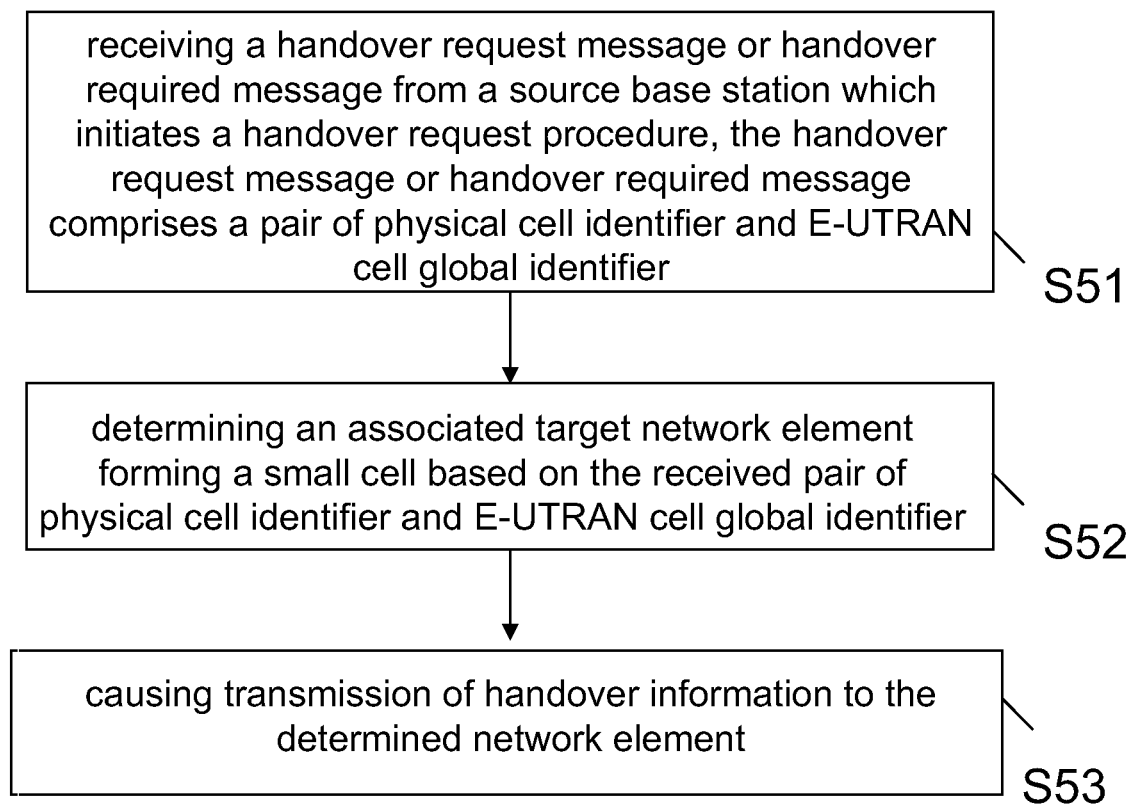 receiving a handover request message or handover
required message from a source base station which
initiates a handover request procedure, the handover
request message or handover required message
comprises a pair of physical cell identifier and E-UTRAN
cell global identifier
S51
determining an associated target network element
forming a small cell based on the received pair of
physical cell identifier and E-UTRAN cell global identifier
S52
causing transmission of handover information to the
determined network element
S53